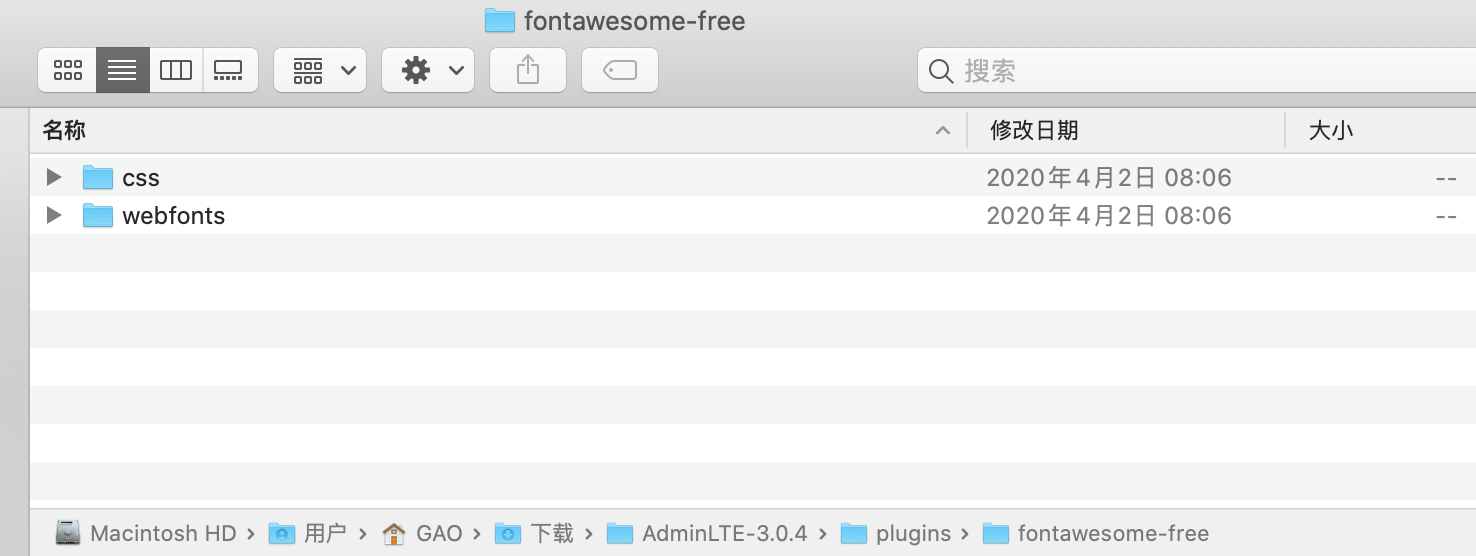 fontawesome-free
搜索
名称 修改日期 大小
css 2020年4月2日 08:06 --
webfonts 2020年4月2日 08:06 --
Macintosh HD › 用户 › GAO › 下载 › AdminLTE-3.0.4 › plugins › fontawesome-free